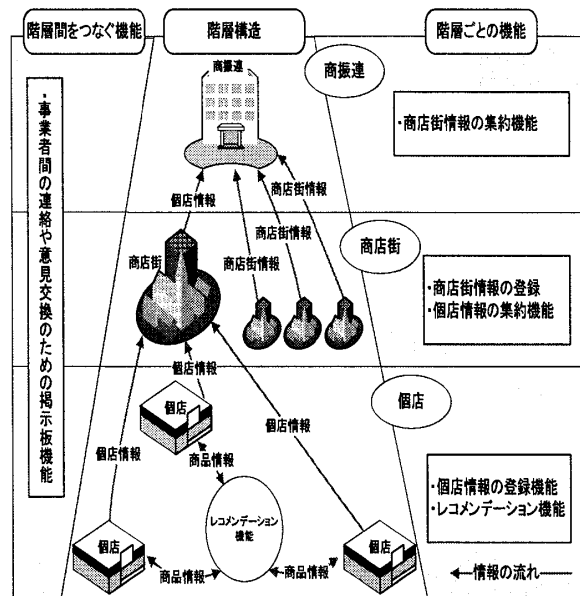 階層間をつなぐ機能
階層構造
階層ごとの機能
商振連
商振連
・商店街情報の集約機能
・事業者間の連絡や意見交換のための掲示板機能
個店情報
商店街情報
商店街情報
商店街情報
商店街
商店街
・商店街情報の登録
・個店情報の集約機能
個店情報
個店
個店
個店情報
個店情報
商品情報
・個店情報の登録機能
・レコメンデーション機能
レコメンデーション
機能
個店
個店
商品情報
商品情報
情報の流れ